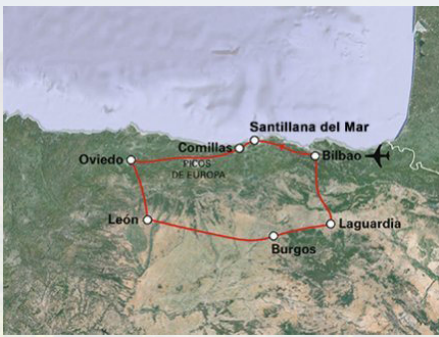 Santillana del Mar
Comillas
Bilbao
Oviedo
PICOS
DE EUROPA
León
Laguardia
Burgos